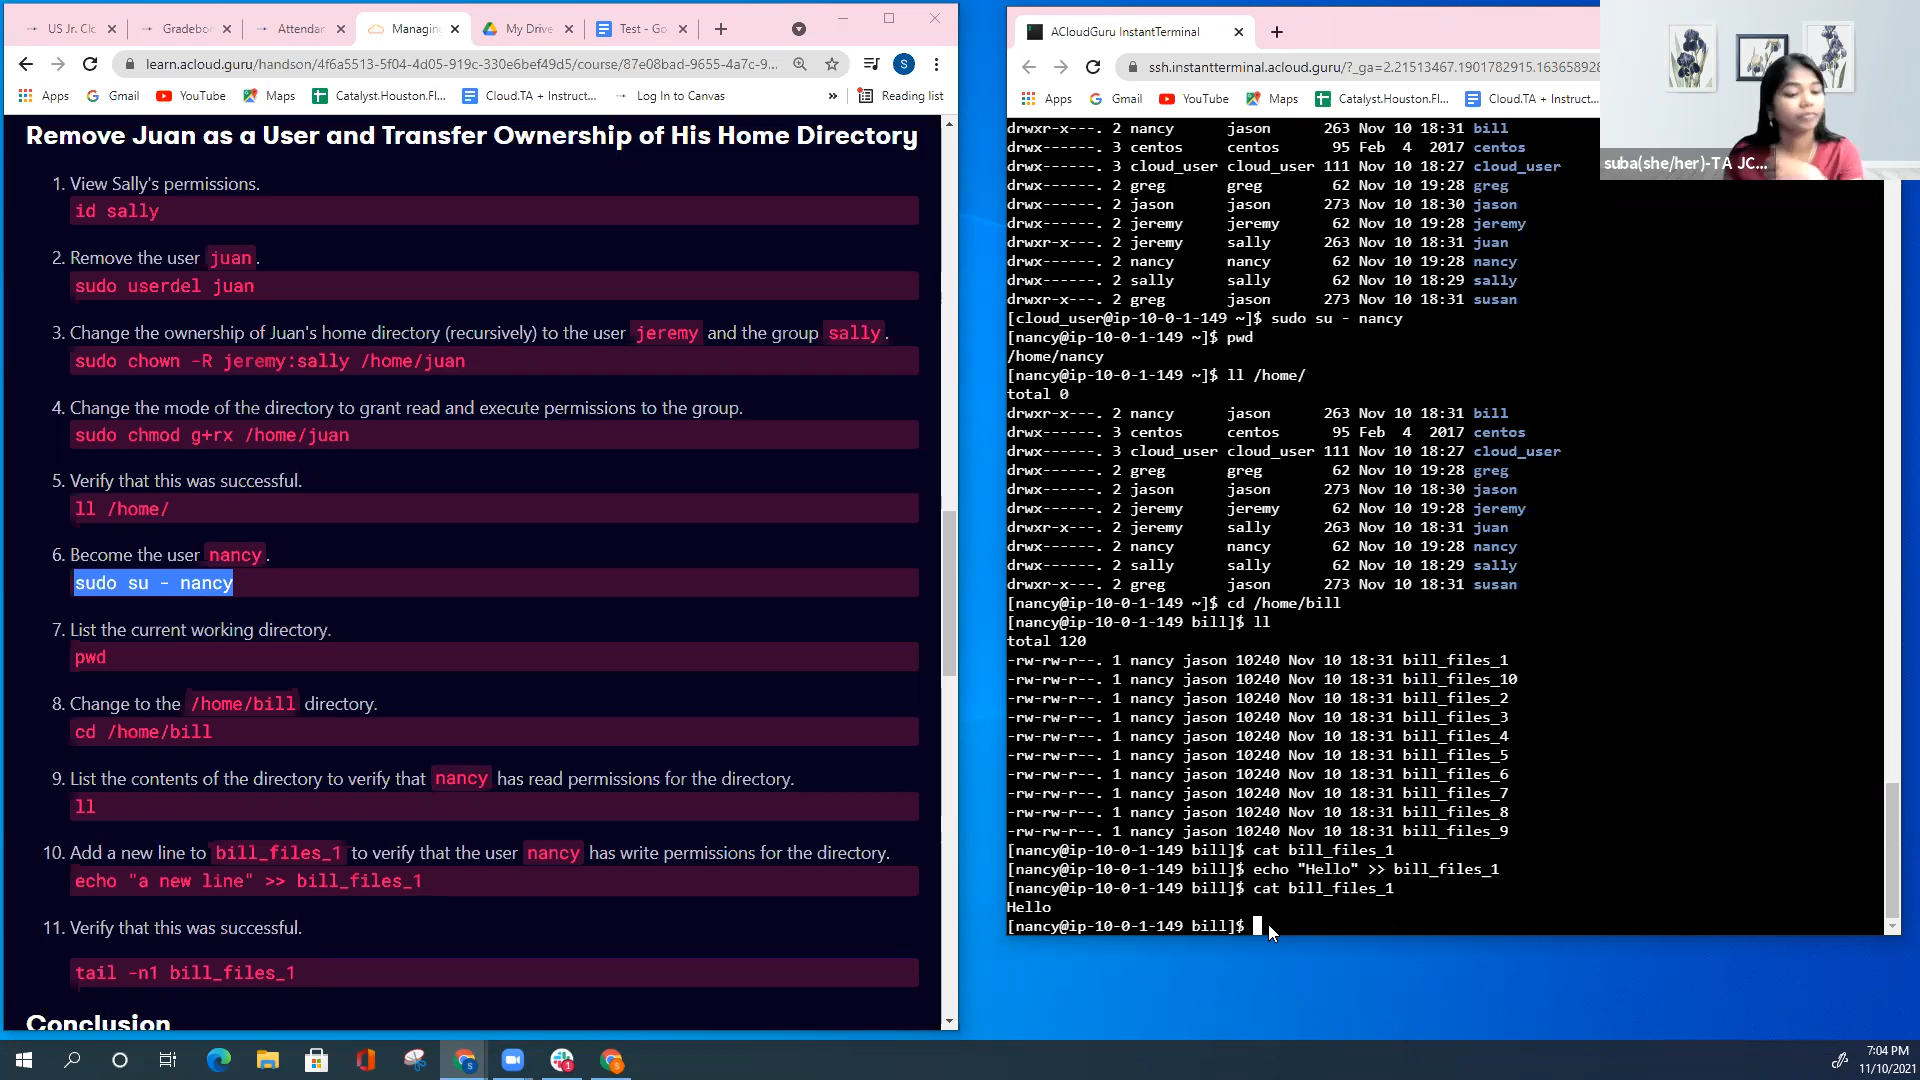 US Jr. Clc
Gradebo
Attendar
Managing
My Drive
Test - Go
learn.acloud.guru/handson/4f6a5513-5f04-4d05-919c-330e6bef49d5/course/87e08bad-9655-4a7c-9...
S
Apps
Gmail
YouTube
Maps
Catalyst.Houston.Fl...
Cloud.TA + Instruct...
Log In to Canvas
»
Reading list
Remove Juan as a User and Transfer Ownership of His Home Directory
1. View Sally's permissions.
id sally
2. Remove the user juan.
sudo userdel juan
3. Change the ownership of Juan's home directory (recursively) to the user jeremy and the group sally.
sudo chown -R jeremy:sally /home/juan
4. Change the mode of the directory to grant read and execute permissions to the group.
sudo chmod g+rx /home/juan
5. Verify that this was successful.
ll /home/
6. Become the user nancy.
sudo su - nancy
7. List the current working directory.
pwd
8. Change to the /home/bill directory.
cd /home/bill
9. List the contents of the directory to verify that nancy has read permissions for the directory.
ll
10. Add a new line to bill_files_1 to verify that the user nancy has write permissions for the directory.
echo "a new line" >> bill_files_1
11. Verify that this was successful.
tail -n1 bill_files_1
Conclusion
ACloudGuru InstantTerminal
ssh.instantterminal.acloud.guru/?_ga=2.21513467.1901782915.163658928
Apps
Gmail
YouTube
Maps
Catalyst.Houston.Fl...
Cloud.TA + Instruct...
suba(she/her)-TA JC...
drwxr-x---. 2 nancy jason 263 Nov 10 18:31 bill
drwx------. 3 centos centos 95 Feb 4 2017 centos
drwx------. 3 cloud_user cloud_user 111 Nov 10 18:27 cloud_user
drwx------. 2 greg greg 62 Nov 10 19:28 greg
drwx------. 2 jason jason 273 Nov 10 18:30 jason
drwx------. 2 jeremy jeremy 62 Nov 10 19:28 jeremy
drwxr-x---. 2 jeremy sally 263 Nov 10 18:31 juan
drwx------. 2 nancy nancy 62 Nov 10 19:28 nancy
drwx------. 2 sally sally 62 Nov 10 18:29 sally
drwxr-x---. 2 greg jason 273 Nov 10 18:31 susan
[cloud_user@ip-10-0-1-149 ~]$ sudo su - nancy
[nancy@ip-10-0-1-149 ~]$ pwd
/home/nancy
[nancy@ip-10-0-1-149 ~]$ ll /home/
total 0
drwxr-x---. 2 nancy jason 263 Nov 10 18:31 bill
drwx------. 3 centos centos 95 Feb 4 2017 centos
drwx------. 3 cloud_user cloud_user 111 Nov 10 18:27 cloud_user
drwx------. 2 greg greg 62 Nov 10 19:28 greg
drwx------. 2 jason jason 273 Nov 10 18:30 jason
drwx------. 2 jeremy jeremy 62 Nov 10 19:28 jeremy
drwxr-x---. 2 jeremy sally 263 Nov 10 18:31 juan
drwx------. 2 nancy nancy 62 Nov 10 19:28 nancy
drwx------. 2 sally sally 62 Nov 10 18:29 sally
drwxr-x---. 2 greg jason 273 Nov 10 18:31 susan
[nancy@ip-10-0-1-149 ~]$ cd /home/bill
[nancy@ip-10-0-1-149 bill]$ ll
total 120
-rw-rw-r--. 1 nancy jason 10240 Nov 10 18:31 bill_files_1
-rw-rw-r--. 1 nancy jason 10240 Nov 10 18:31 bill_files_10
-rw-rw-r--. 1 nancy jason 10240 Nov 10 18:31 bill_files_2
-rw-rw-r--. 1 nancy jason 10240 Nov 10 18:31 bill_files_3
-rw-rw-r--. 1 nancy jason 10240 Nov 10 18:31 bill_files_4
-rw-rw-r--. 1 nancy jason 10240 Nov 10 18:31 bill_files_5
-rw-rw-r--. 1 nancy jason 10240 Nov 10 18:31 bill_files_6
-rw-rw-r--. 1 nancy jason 10240 Nov 10 18:31 bill_files_7
-rw-rw-r--. 1 nancy jason 10240 Nov 10 18:31 bill_files_8
-rw-rw-r--. 1 nancy jason 10240 Nov 10 18:31 bill_files_9
[nancy@ip-10-0-1-149 bill]$ cat bill_files_1
[nancy@ip-10-0-1-149 bill]$ echo "Hello" >> bill_files_1
[nancy@ip-10-0-1-149 bill]$ cat bill_files_1
Hello
[nancy@ip-10-0-1-149 bill]$
7:04 PM
11/10/2021